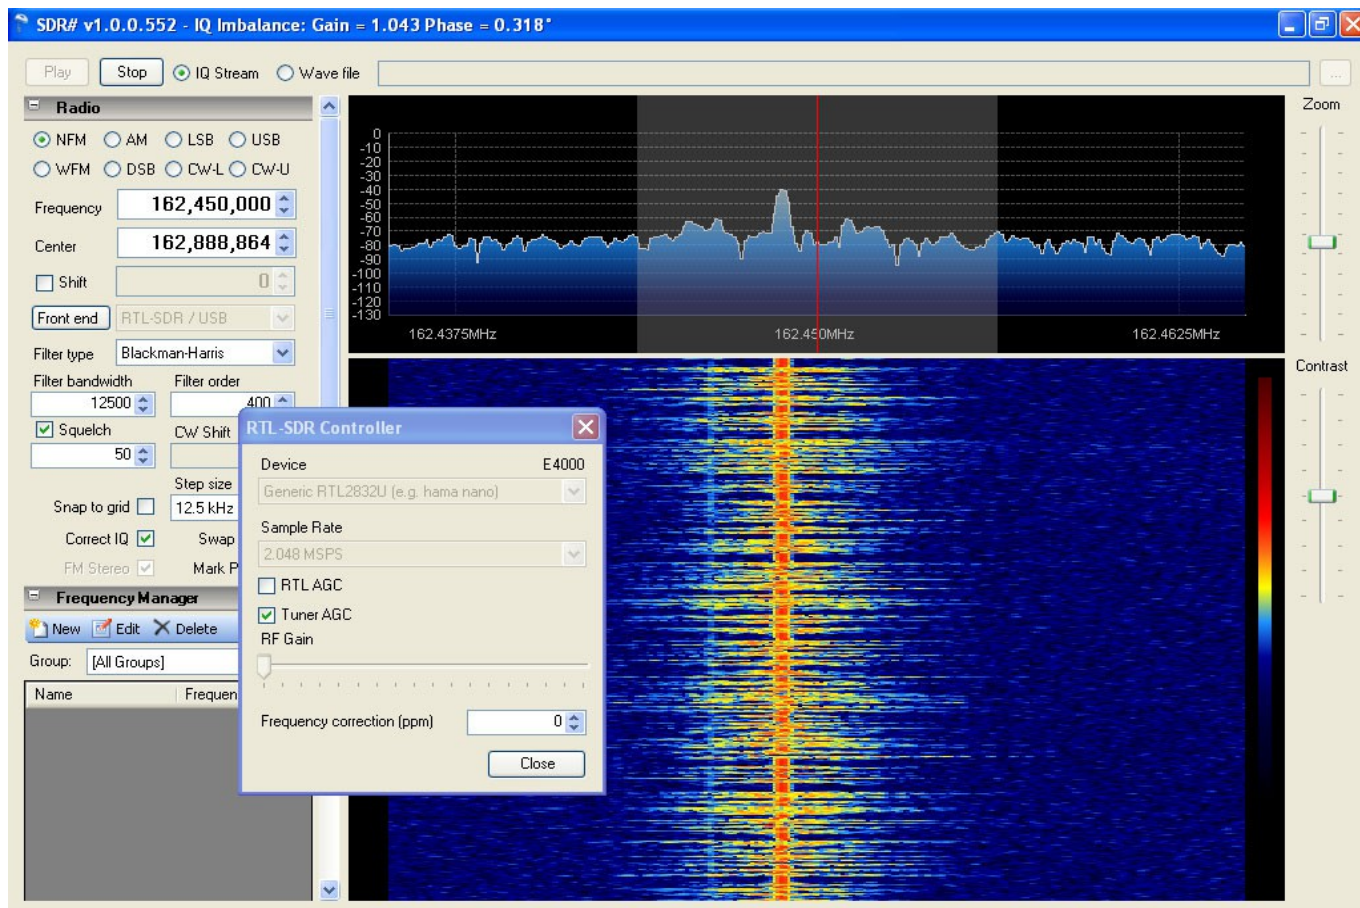 SDR# v1.0.0.552 - IQ Imbalance: Gain = 1.043 Phase = 0.318°
Play Stop IQ Stream Wave file ...
Radio
NFM AM LSB USB
WFM DSB CW-L CW-U
Frequency 162,450,000
Center 162,888,864
Shift 0
Front end RTL-SDR / USB
Filter type Blackman-Harris
Filter bandwidth Filter order
12500 400
Squelch CW Shift
50
Step size
Snap to grid 12.5 kHz
Correct IQ Swap
FM Stereo Mark P
Frequency Manager
New Edit Delete
Group: [All Groups]
Name Frequen
0
-10
-20
-30
-40
-50
-60
-70
-80
-90
-100
-110
-120
-130
162.4375MHz 162.450MHz 162.4625MHz
Zoom
Contrast
RTL-SDR Controller
Device E4000
Generic RTL2832U (e.g. hama nano)
Sample Rate
2.048 MSPS
RTL AGC
Tuner AGC
RF Gain
Frequency correction (ppm) 0
Close